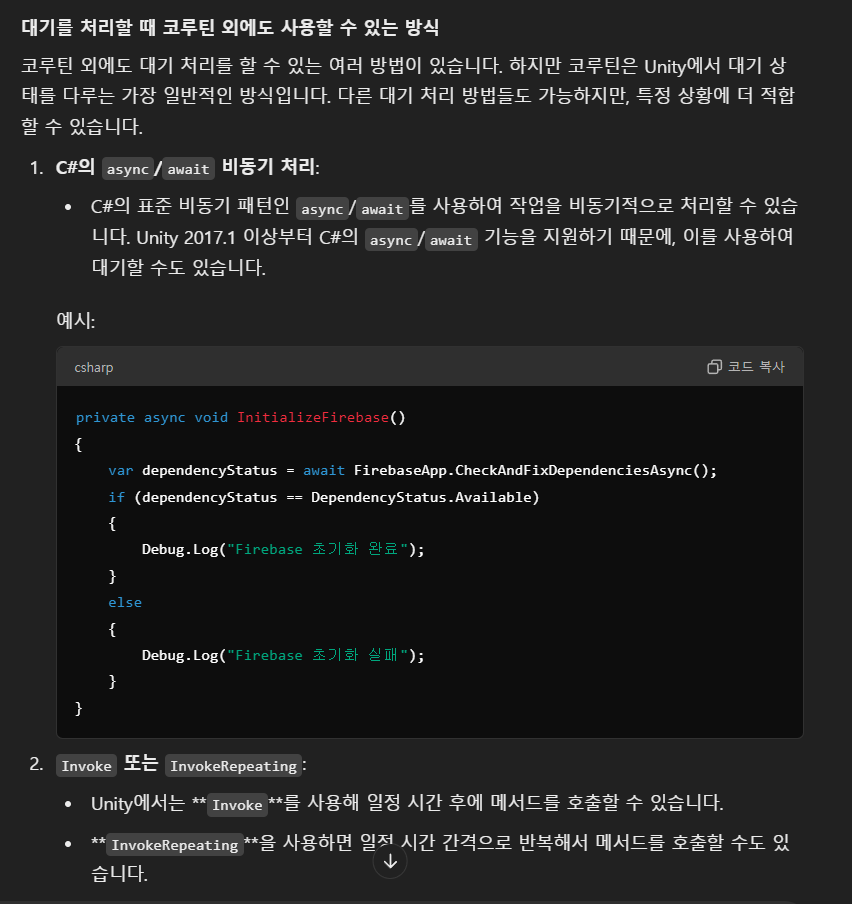 대기를 처리할 때 코루틴 외에도 사용할 수 있는 방식
코루틴 외에도 대기 처리를 할 수 있는 여러 방법이 있습니다. 하지만 코루틴은 Unity에서 대기 상
태를 다루는 가장 일반적인 방식입니다. 다른 대기 처리 방법들도 가능하지만, 특정 상황에 더 적합
할 수 있습니다.
1. C#의 async/await 비동기 처리:
• C#의 표준 비동기 패턴인 async/await를 사용하여 작업을 비동기적으로 처리할 수 있습
니다. Unity 2017.1 이상부터 C#의 async/await 기능을 지원하기 때문에, 이를 사용하여
대기할 수도 있습니다.
예시:
csharp 코드 복사
private async void InitializeFirebase()
{
var dependencyStatus = await FirebaseApp.CheckAndFixDependenciesAsync();
if (dependencyStatus == DependencyStatus.Available)
{
Debug.Log("Firebase 초기화 완료");
}
else
{
Debug.Log("Firebase 초기화 실패");
}
}
2. Invoke 또는 InvokeRepeating:
• Unity에서는 **Invoke**를 사용해 일정 시간 후에 메서드를 호출할 수 있습니다.
• **InvokeRepeating**을 사용하면 일정 시간 간격으로 반복해서 메서드를 호출할 수도 있
습니다.